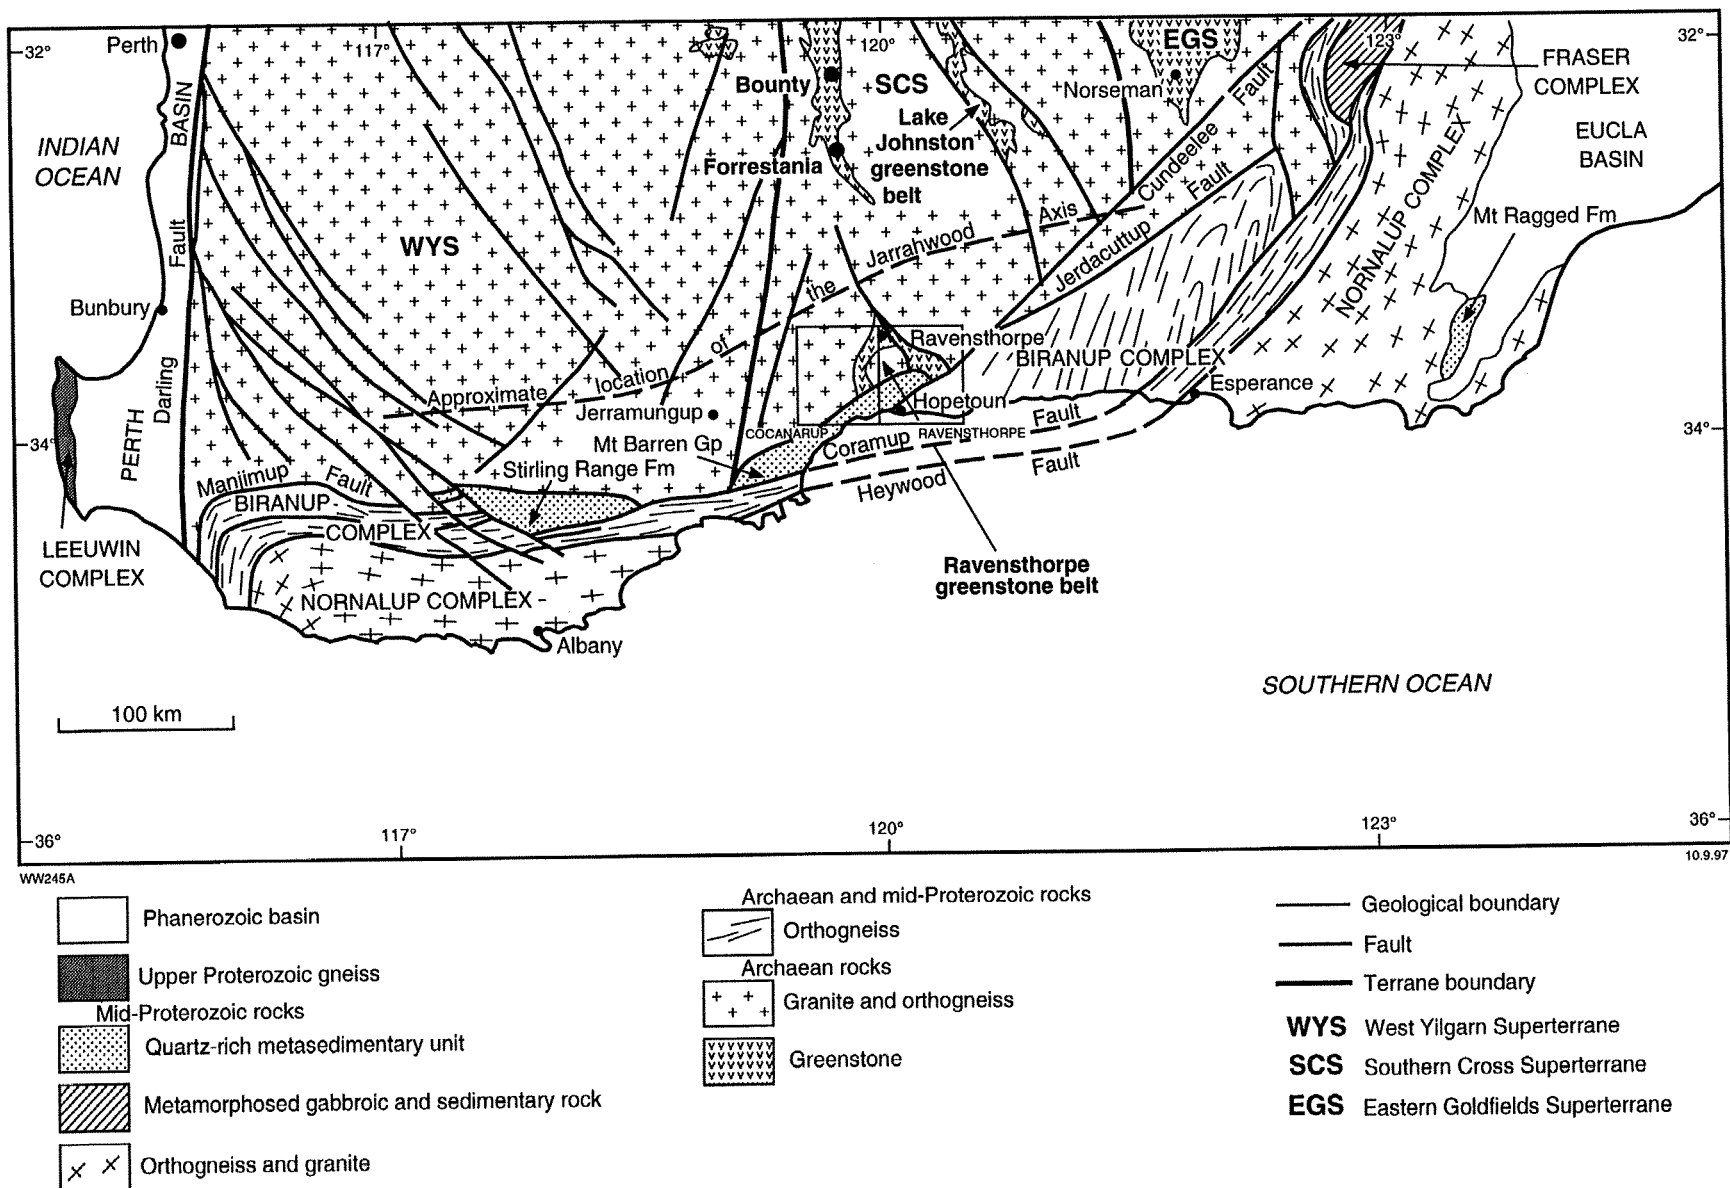 32°
Perth
117°
120°
EGS
123°
32°
Bounty
SCS
Norseman
FRASER
COMPLEX
BASIN
Lake
Johnston
greenstone
belt
Fault
INDIAN
OCEAN
EUCLA
BASIN
Forrestania
Cundeelee
Fault
NORNALUP COMPLEX
Mt Ragged Fm
WYS
Fault
Approximate location of the Jarrahwood Axis
Jerdacuttup
Bunbury
Ravensthorpe
BIRANUP COMPLEX
Darling
Esperance
Jerramungup
Hopetoun
Fault
PERTH
34°
COCANARUP
Coramup
RAVENSTHORPE
34°
Mt Barren Gp
Stirling Range Fm
Heywood
Fault
Manjimup
Fault
BIRANUP
COMPLEX
LEEUWIN
COMPLEX
Ravensthorpe
greenstone belt
NORNALUP COMPLEX
Albany
SOUTHERN OCEAN
100 km
36°
117°
120°
123°
36°
WW245A
10.9.97
Phanerozoic basin
Upper Proterozoic gneiss
Mid-Proterozoic rocks
Quartz-rich metasedimentary unit
Metamorphosed gabbroic and sedimentary rock
Orthogneiss and granite
Archaean and mid-Proterozoic rocks
Orthogneiss
Archaean rocks
Granite and orthogneiss
Greenstone
Geological boundary
Fault
Terrane boundary
WYS West Yilgarn Superterrane
SCS Southern Cross Superterrane
EGS Eastern Goldfields Superterrane